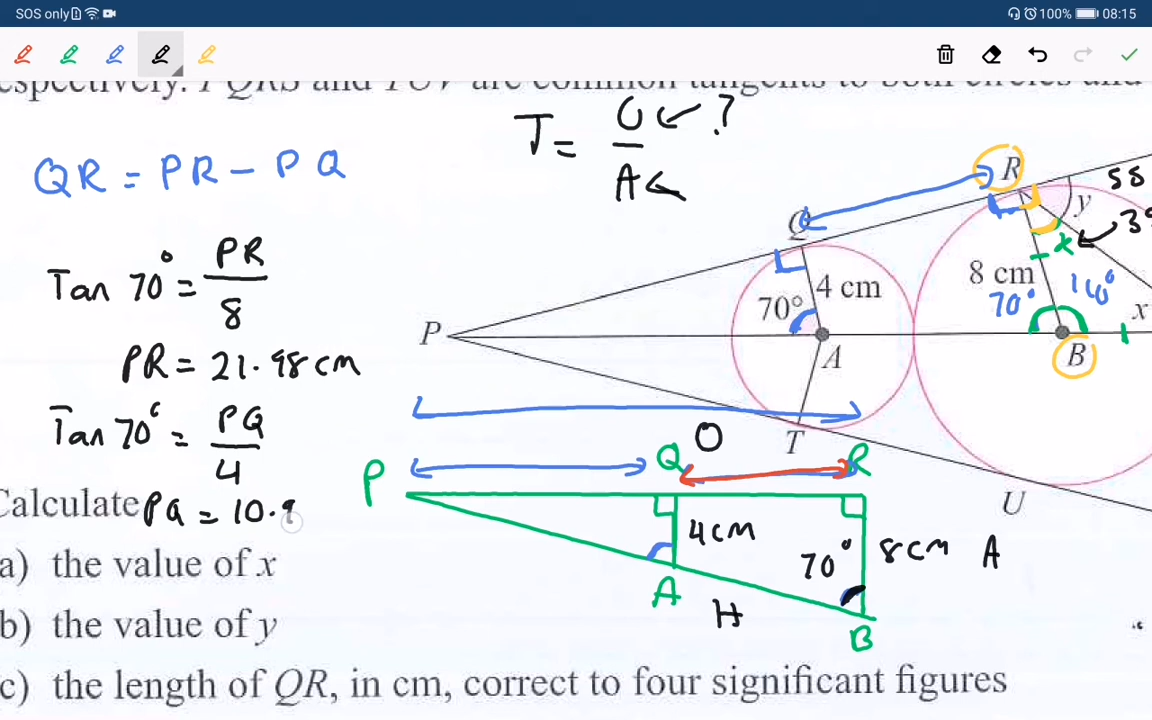 SOS only 100% 08:15
espectively. PQRS and TUV are common tangents to both circles and
T = O ← ?
A ←
QR = PR - PQ
Tan 70° = PR
8
PR = 21.98 cm
Tan 70° = PQ
4
PQ = 10.9
R
58
y
Q
x
8 cm
70°
140°
x
4 cm
70°
P
A
B
T
U
O
P
Q
R
4cm
70°
8cm A
A
H
B
Calculate
a) the value of x
b) the value of y
c) the length of QR, in cm, correct to four significant figures